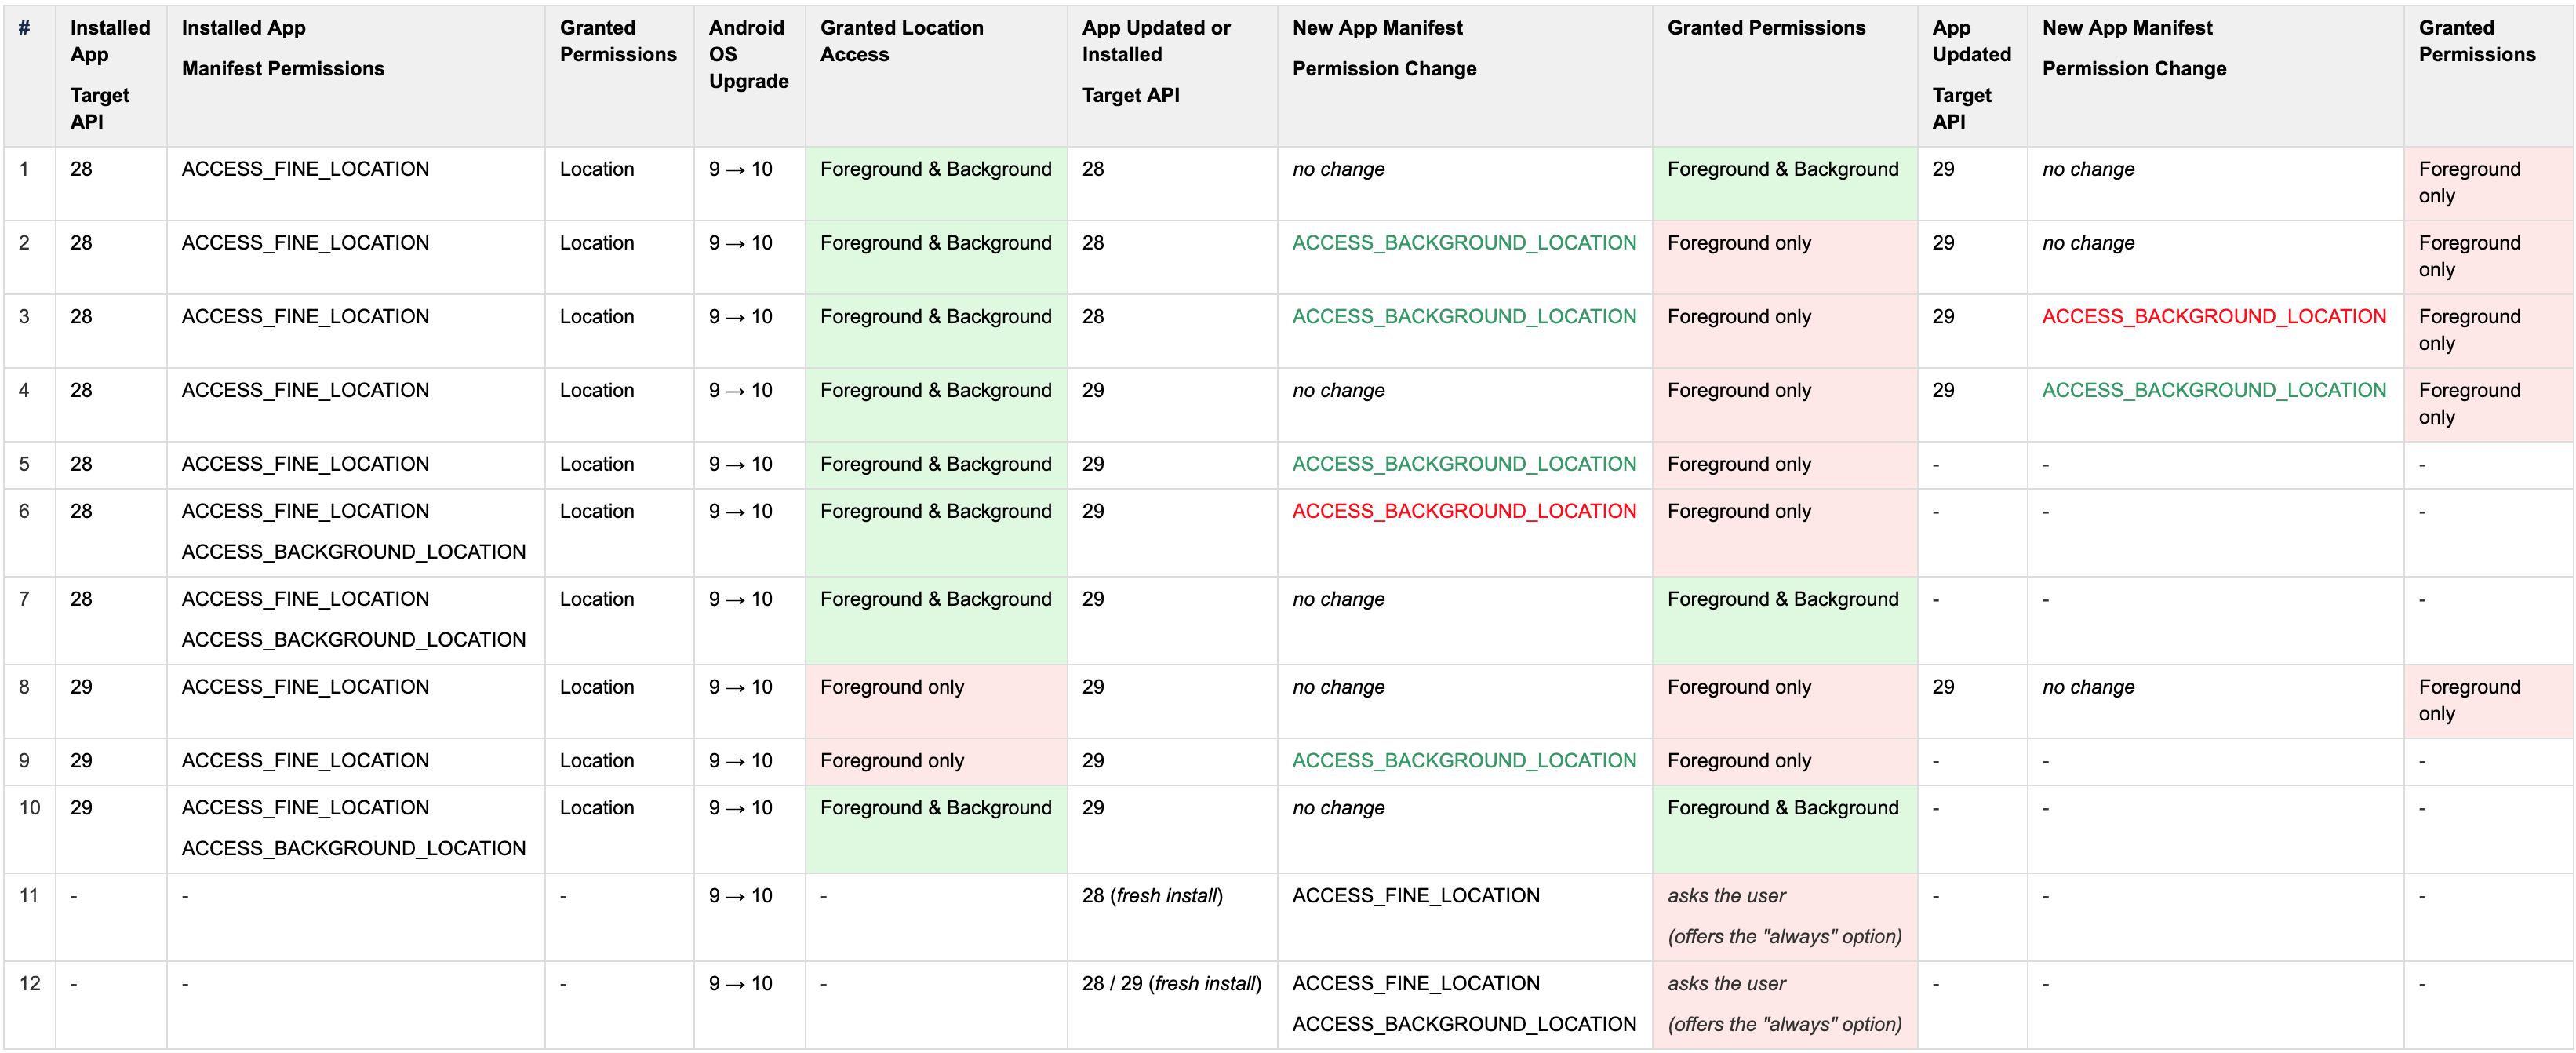 # Installed App Target API Installed App Manifest Permissions Granted Permissions Android OS Upgrade Granted Location Access App Updated or Installed Target API New App Manifest Permission Change Granted Permissions App Updated Target API New App Manifest Permission Change Granted Permissions
1 28 ACCESS_FINE_LOCATION Location 9 → 10 Foreground & Background 28 no change Foreground & Background 29 no change Foreground only
2 28 ACCESS_FINE_LOCATION Location 9 → 10 Foreground & Background 28 ACCESS_BACKGROUND_LOCATION Foreground only 29 no change Foreground only
3 28 ACCESS_FINE_LOCATION Location 9 → 10 Foreground & Background 28 ACCESS_BACKGROUND_LOCATION Foreground only 29 ACCESS_BACKGROUND_LOCATION Foreground only
4 28 ACCESS_FINE_LOCATION Location 9 → 10 Foreground & Background 29 no change Foreground only 29 ACCESS_BACKGROUND_LOCATION Foreground only
5 28 ACCESS_FINE_LOCATION Location 9 → 10 Foreground & Background 29 ACCESS_BACKGROUND_LOCATION Foreground only - - -
6 28 ACCESS_FINE_LOCATION ACCESS_BACKGROUND_LOCATION Location 9 → 10 Foreground & Background 29 ACCESS_BACKGROUND_LOCATION Foreground only - - -
7 28 ACCESS_FINE_LOCATION ACCESS_BACKGROUND_LOCATION Location 9 → 10 Foreground & Background 29 no change Foreground & Background - - -
8 29 ACCESS_FINE_LOCATION Location 9 → 10 Foreground only 29 no change Foreground only 29 no change Foreground only
9 29 ACCESS_FINE_LOCATION Location 9 → 10 Foreground only 29 ACCESS_BACKGROUND_LOCATION Foreground only - - -
10 29 ACCESS_FINE_LOCATION ACCESS_BACKGROUND_LOCATION Location 9 → 10 Foreground & Background 29 no change Foreground & Background - - -
11 - - - 9 → 10 - 28 (fresh install) ACCESS_FINE_LOCATION asks the user (offers the "always" option) - - -
12 - - - 9 → 10 - 28 / 29 (fresh install) ACCESS_FINE_LOCATION ACCESS_BACKGROUND_LOCATION asks the user (offers the "always" option) - - -